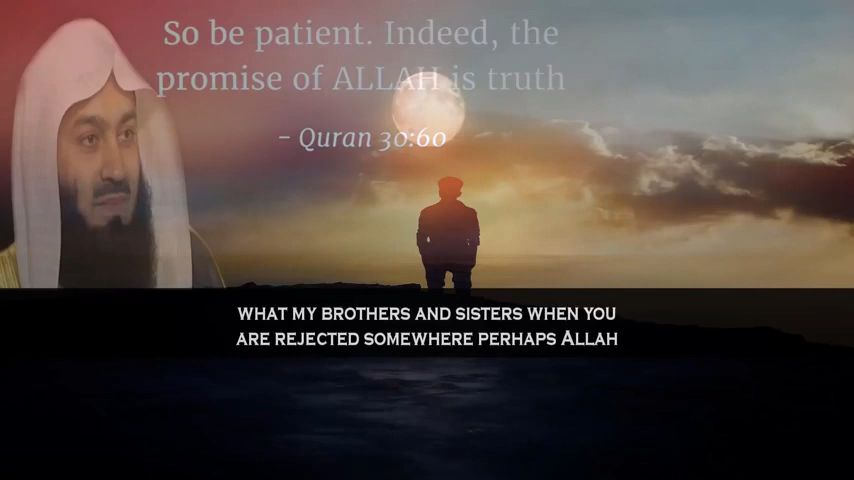 So be patient. Indeed, the
promise of ALLAH is truth
- Quran 30:60
WHAT MY BROTHERS AND SISTERS WHEN YOU
ARE REJECTED SOMEWHERE PERHAPS ALLAH